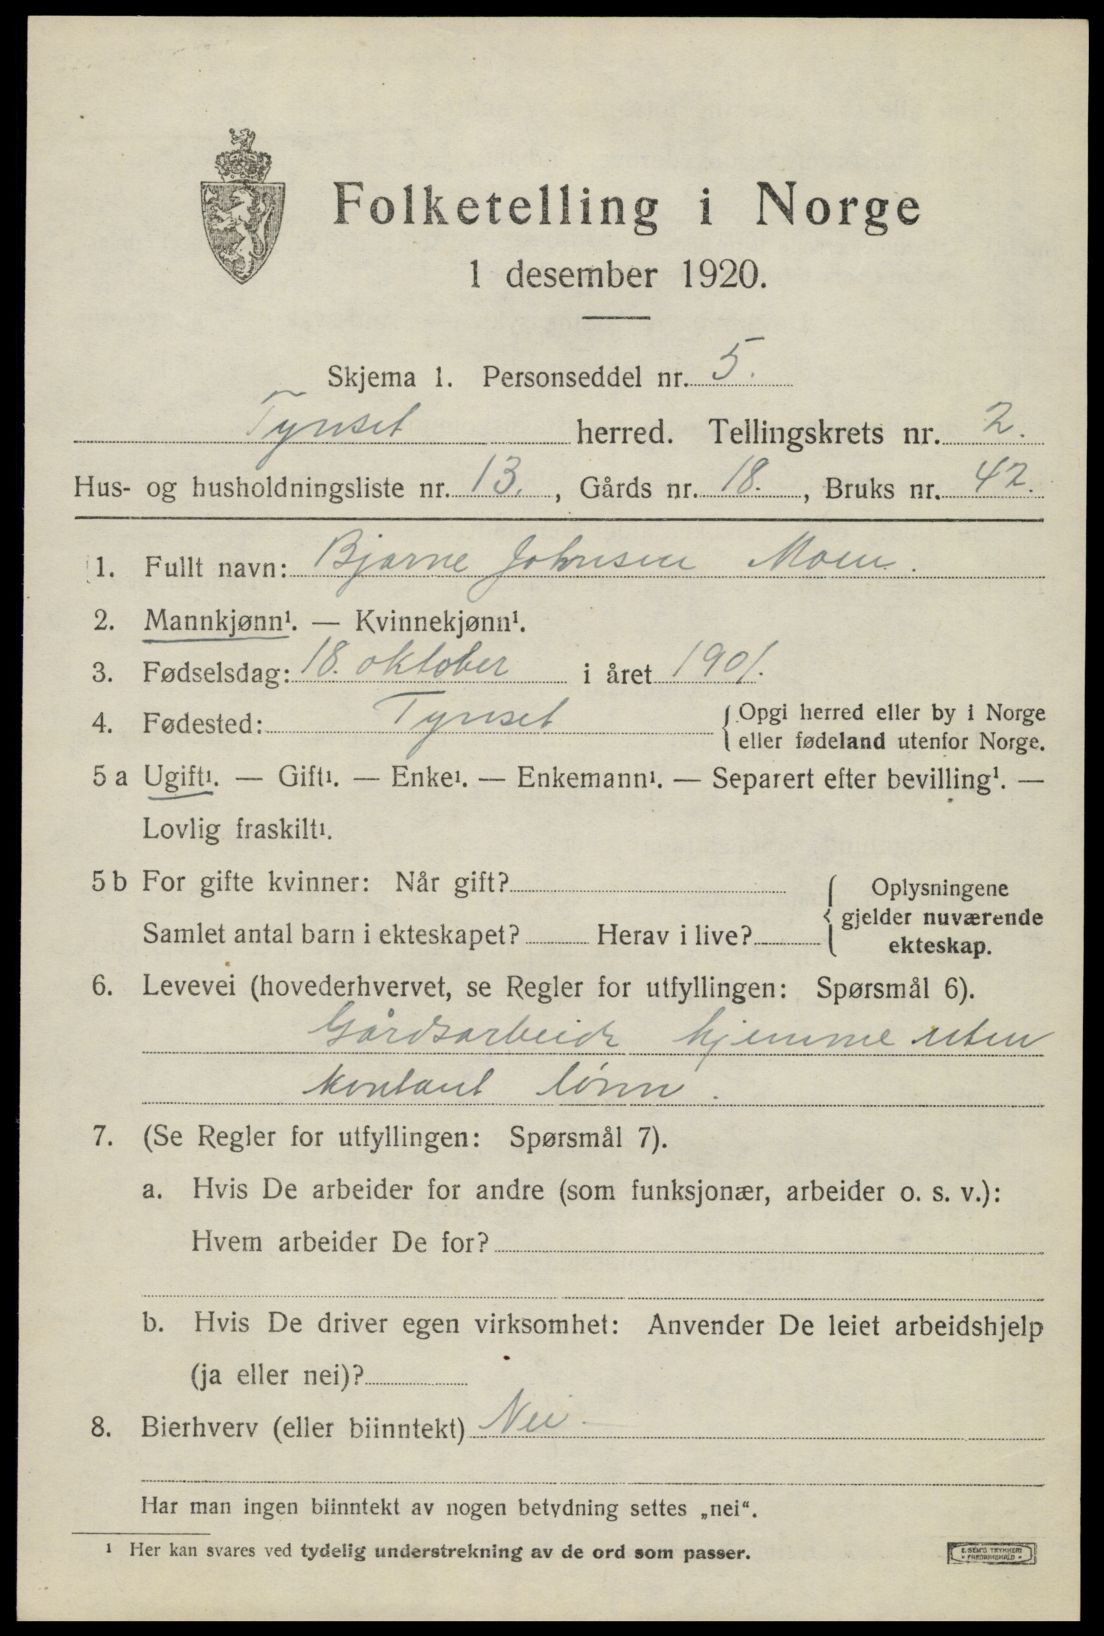 Folketelling i Norge
1 desember 1920.
Skjema 1. Personseddel nr. 5.
Tynset herred. Tellingskrets nr. 2.
Hus- og husholdningsliste nr. 13., Gårds nr. 18., Bruks nr. 42.
1. Fullt navn: Bjarne Johnsen Moen.
2. Mannkjønn¹. — Kvinnekjønn¹.
3. Fødselsdag: 18. oktober i året 1901.
4. Fødested: Tynset { Opgi herred eller by i Norge
eller fødeland utenfor Norge.
5 a Ugift¹. — Gift¹. — Enke¹. — Enkemann¹. — Separert efter bevilling¹. —
Lovlig fraskilt¹.
5 b For gifte kvinner: Når gift?
Samlet antal barn i ekteskapet? Herav i live?
{ Oplysningene
gjelder nuværende
ekteskap.
6. Levevei (hovederhvervet, se Regler for utfyllingen: Spørsmål 6).
Gårdsarbeide hjemme uten
kontant lønn.
7. (Se Regler for utfyllingen: Spørsmål 7).
a. Hvis De arbeider for andre (som funksjonær, arbeider o. s. v.):
Hvem arbeider De for?
b. Hvis De driver egen virksomhet: Anvender De leiet arbeidshjelp
(ja eller nei)?
8. Bierhverv (eller biinntekt) Nei
Har man ingen biinntekt av nogen betydning settes „nei“.
¹ Her kan svares ved tydelig understrekning av de ord som passer.
E. SEM'S TRYKKERI
FREDRIKSHALD